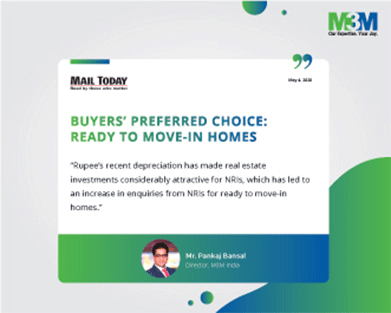 M3M
Our Expertise. Your Joy.
MAIL TODAY
Read by those who matter
May 4, 2020
BUYERS' PREFERRED CHOICE:
READY TO MOVE-IN HOMES
"Rupee's recent depreciation has made real estate
investments considerably attractive for NRIs, which has led to
an increase in enquiries from NRIs for ready to move-in
homes."
Mr. Pankaj Bansal
Director, M3M India